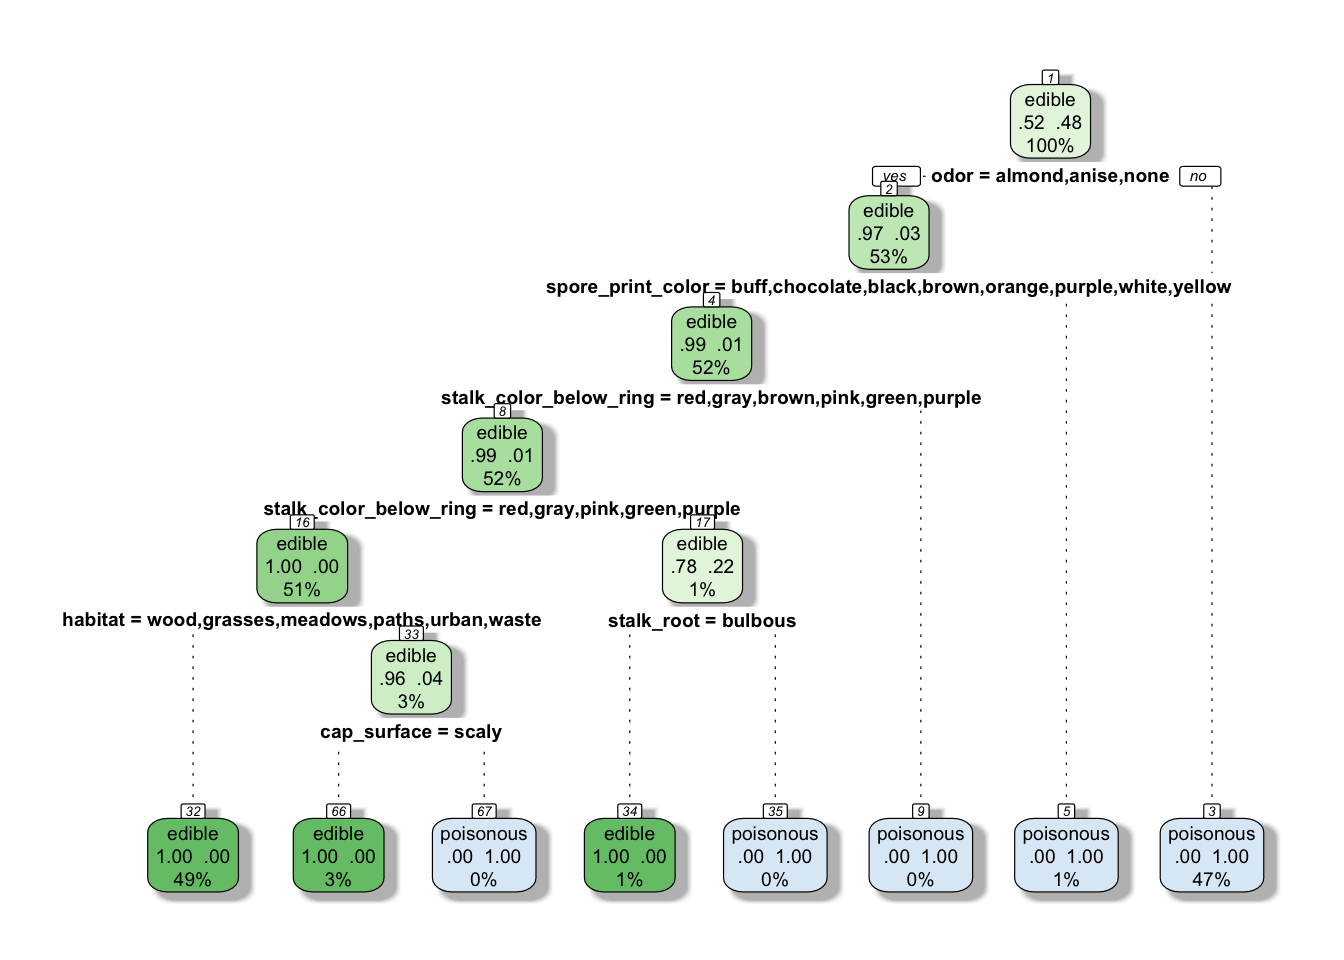 1
edible
.52 .48
100%
yes
odor = almond,anise,none
no
2
edible
.97 .03
53%
spore_print_color = buff,chocolate,black,brown,orange,purple,white,yellow
4
edible
.99 .01
52%
stalk_color_below_ring = red,gray,brown,pink,green,purple
8
edible
.99 .01
52%
stalk_color_below_ring = red,gray,pink,green,purple
16
edible
1.00 .00
51%
17
edible
.78 .22
1%
habitat = wood,grasses,meadows,paths,urban,waste
stalk_root = bulbous
33
edible
.96 .04
3%
cap_surface = scaly
32
edible
1.00 .00
49%
66
edible
1.00 .00
3%
67
poisonous
.00 1.00
0%
34
edible
1.00 .00
1%
35
poisonous
.00 1.00
0%
9
poisonous
.00 1.00
0%
5
poisonous
.00 1.00
1%
3
poisonous
.00 1.00
47%